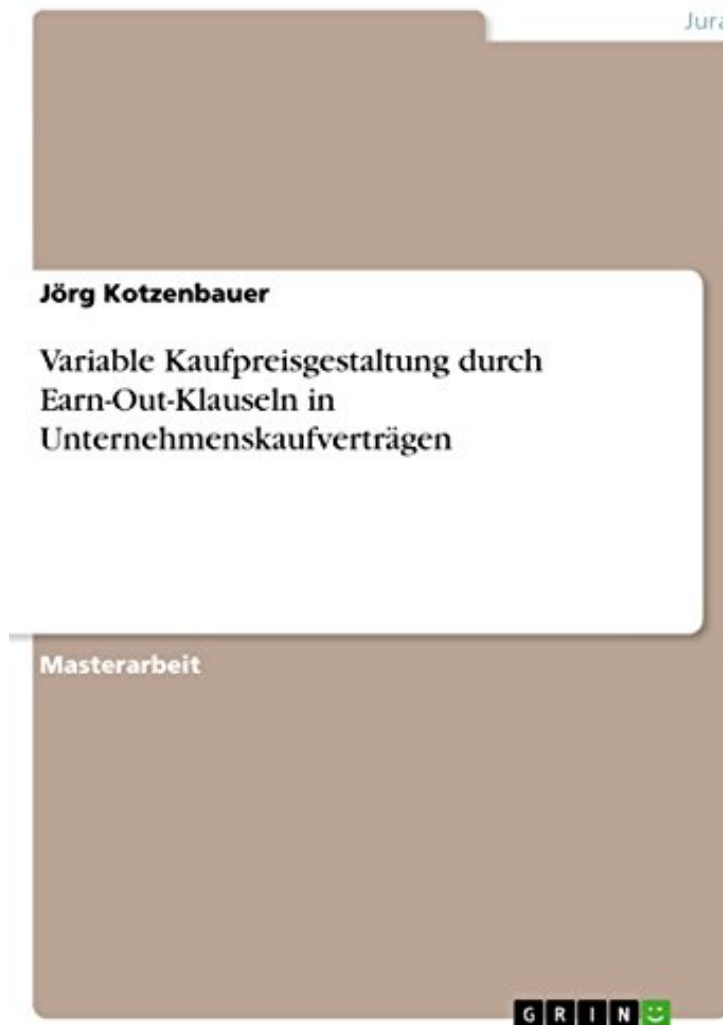 Jura
Jörg Kotzenbauer
Variable Kaufpreisgestaltung durch
Earn-Out-Klauseln in
Unternehmenskaufverträgen
Masterarbeit
GRIN